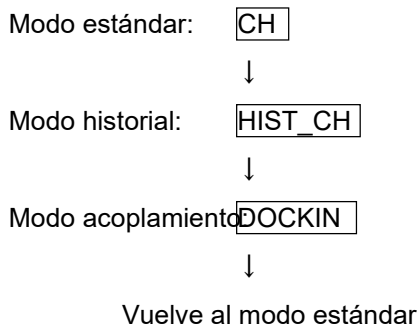 Modo estándar: CH
↓
Modo historial: HIST_CH
↓
Modo acoplamiento: DOCKIN
↓
Vuelve al modo estándar